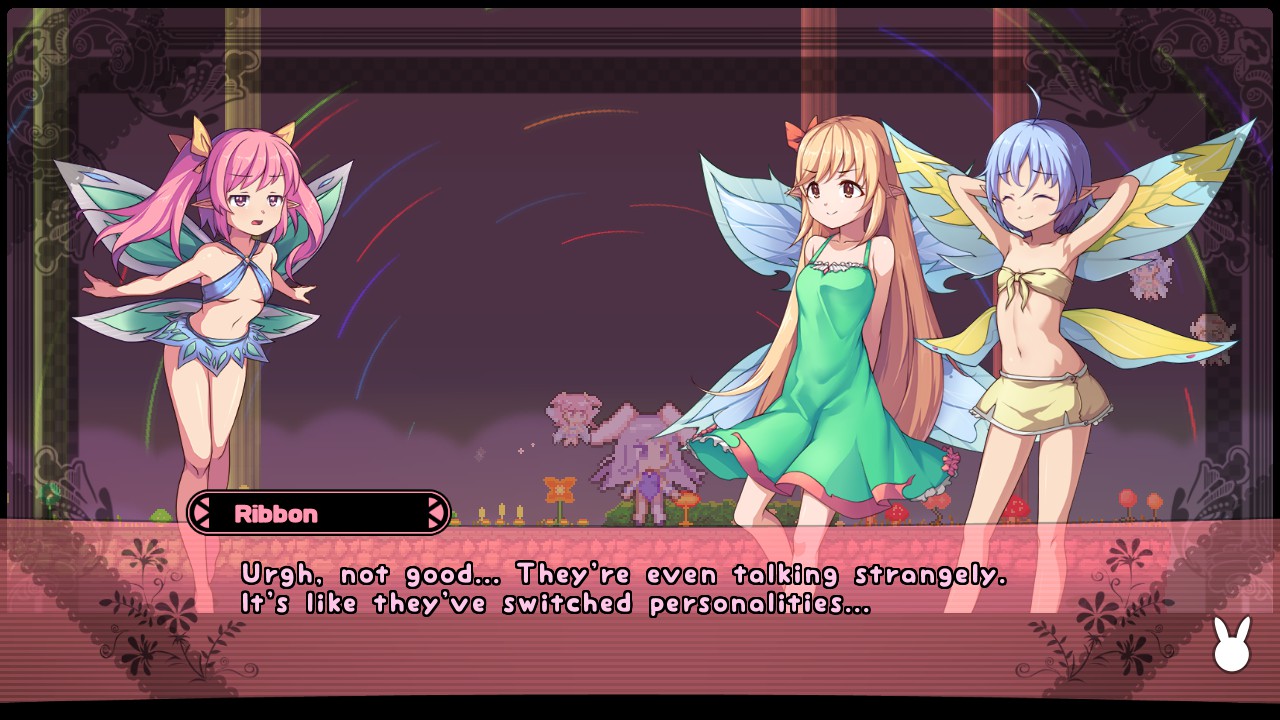 Ribbon
Urgh, not good... They're even talking strangely.
It's like they've switched personalities...